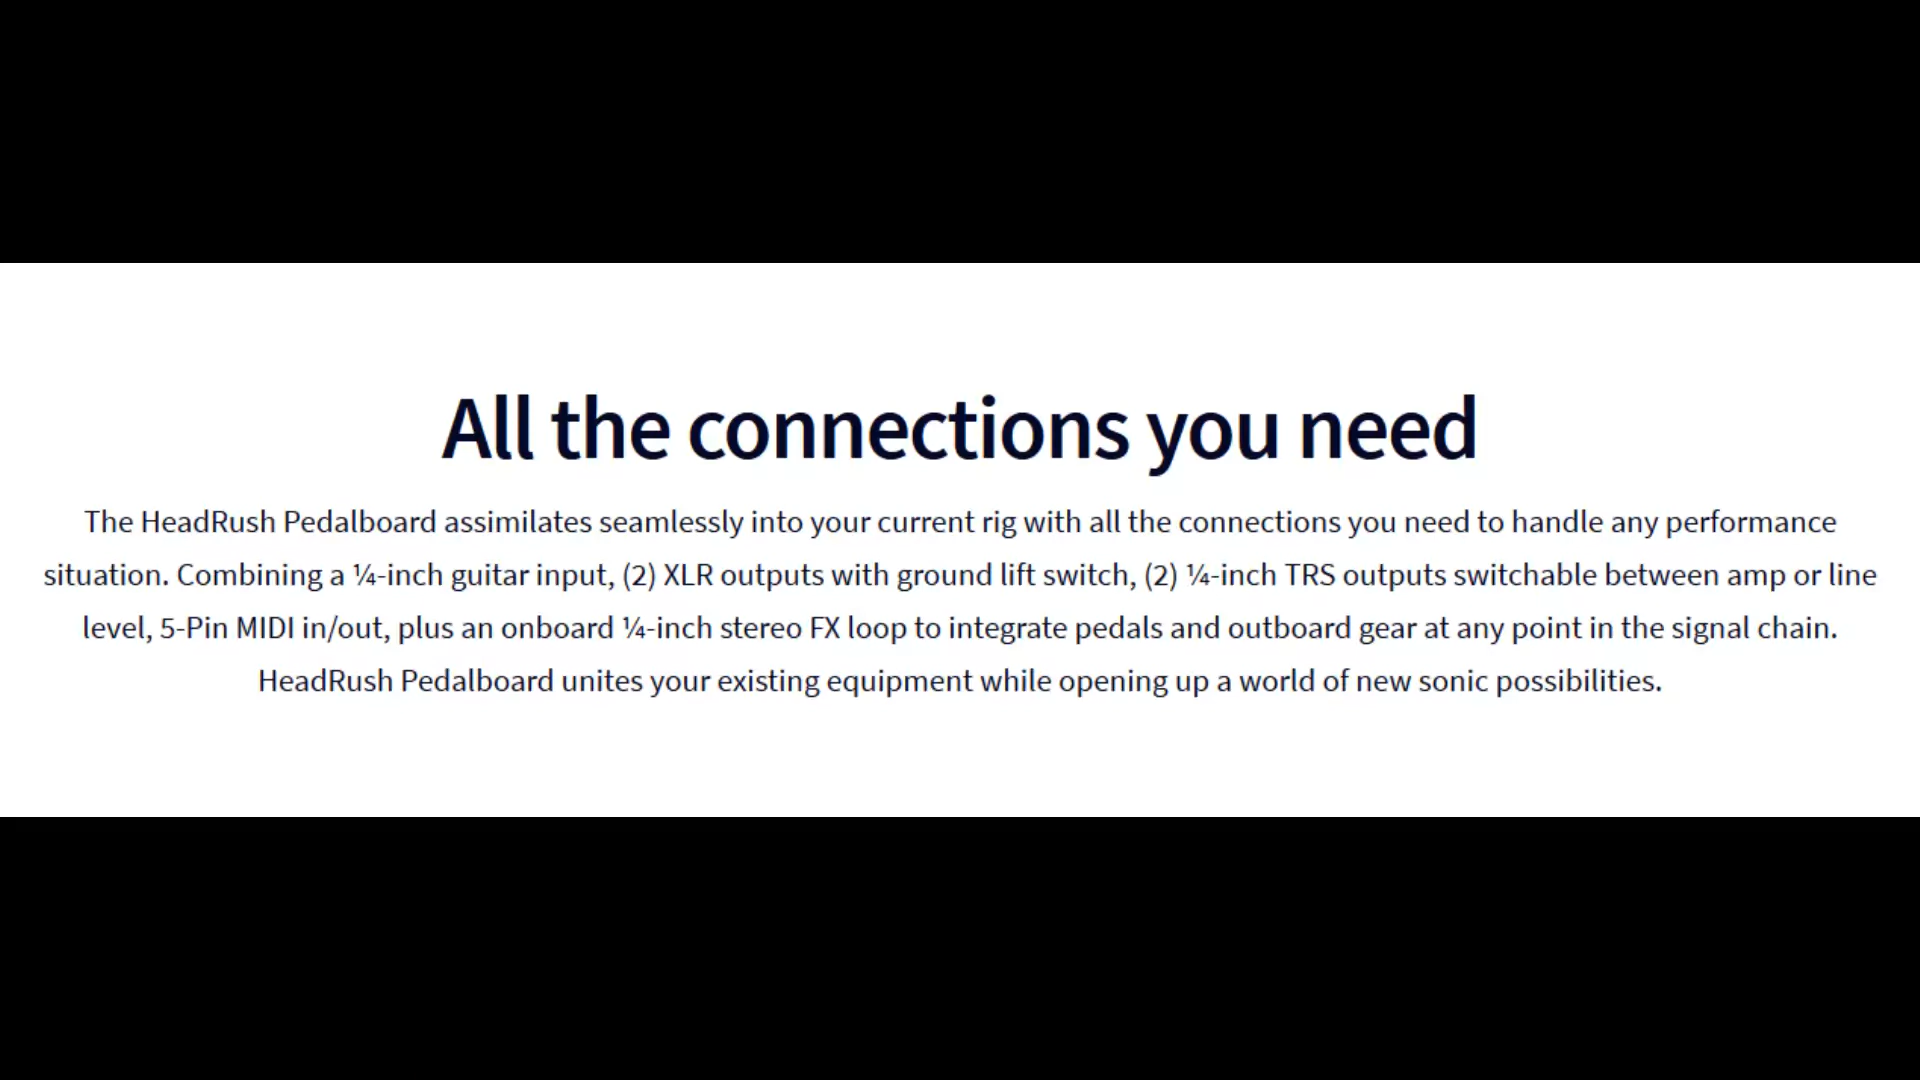 All the connections you need
The HeadRush Pedalboard assimilates seamlessly into your current rig with all the connections you need to handle any performance
situation. Combining a ¼-inch guitar input, (2) XLR outputs with ground lift switch, (2) ¼-inch TRS outputs switchable between amp or line
level, 5-Pin MIDI in/out, plus an onboard ¼-inch stereo FX loop to integrate pedals and outboard gear at any point in the signal chain.
HeadRush Pedalboard unites your existing equipment while opening up a world of new sonic possibilities.